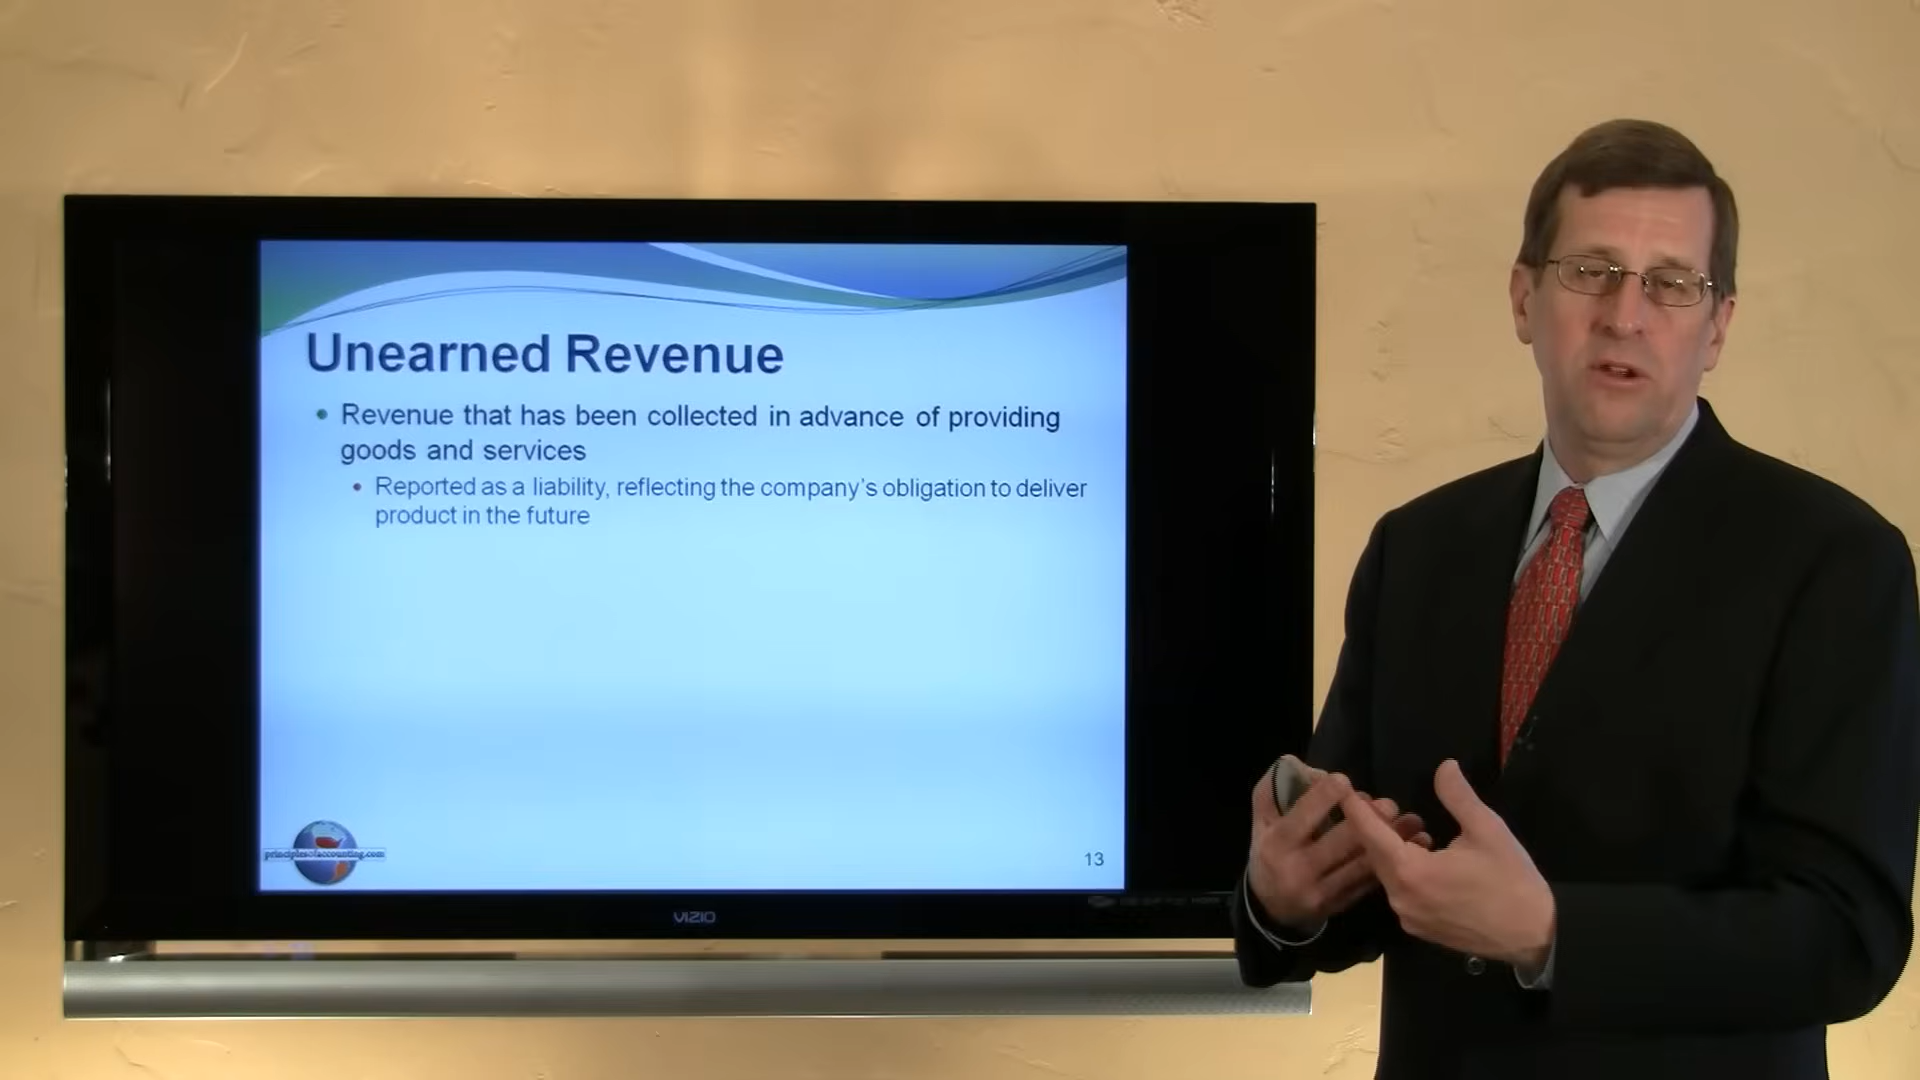 Unearned Revenue
• Revenue that has been collected in advance of providing
goods and services
• Reported as a liability, reflecting the company's obligation to deliver
product in the future
principlesofaccounting.com
13
VIZIO